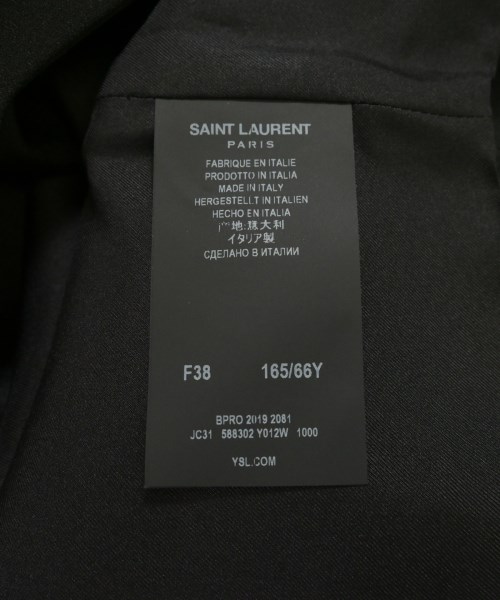 SAINT LAURENT
PARIS
FABRIQUE EN ITALIE
PRODOTTO IN ITALIA
MADE IN ITALY
HERGESTELLT IN ITALIEN
HECHO EN ITALIA
地:意大利
イタリア製
СДЕЛАНО В ИТАЛИИ
F38 165/66Y
BPRO 2019 2081
JC31 588302 Y012W 1000
YSL.COM